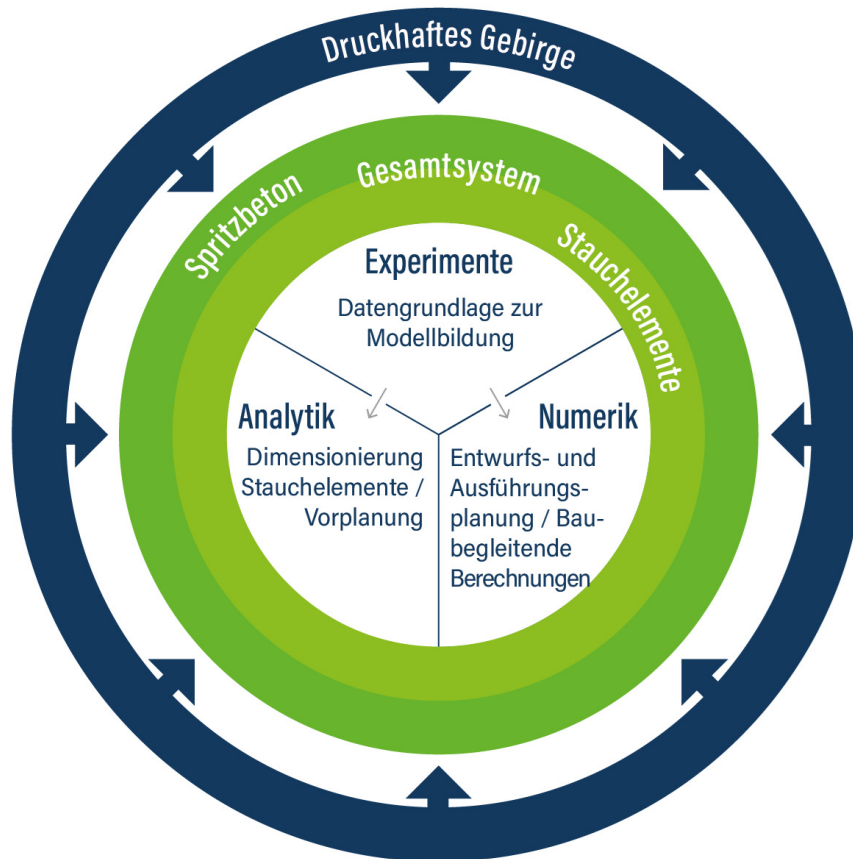 Druckhaftes Gebirge
Spritzbeton
Gesamtsystem
Stauchelemente
Experimente
Datengrundlage zur
Modellbildung
Analytik
Dimensionierung
Stauchelemente /
Vorplanung
Numerik
Entwurfs- und
Ausführungs-
planung / Bau-
begleitende
Berechnungen